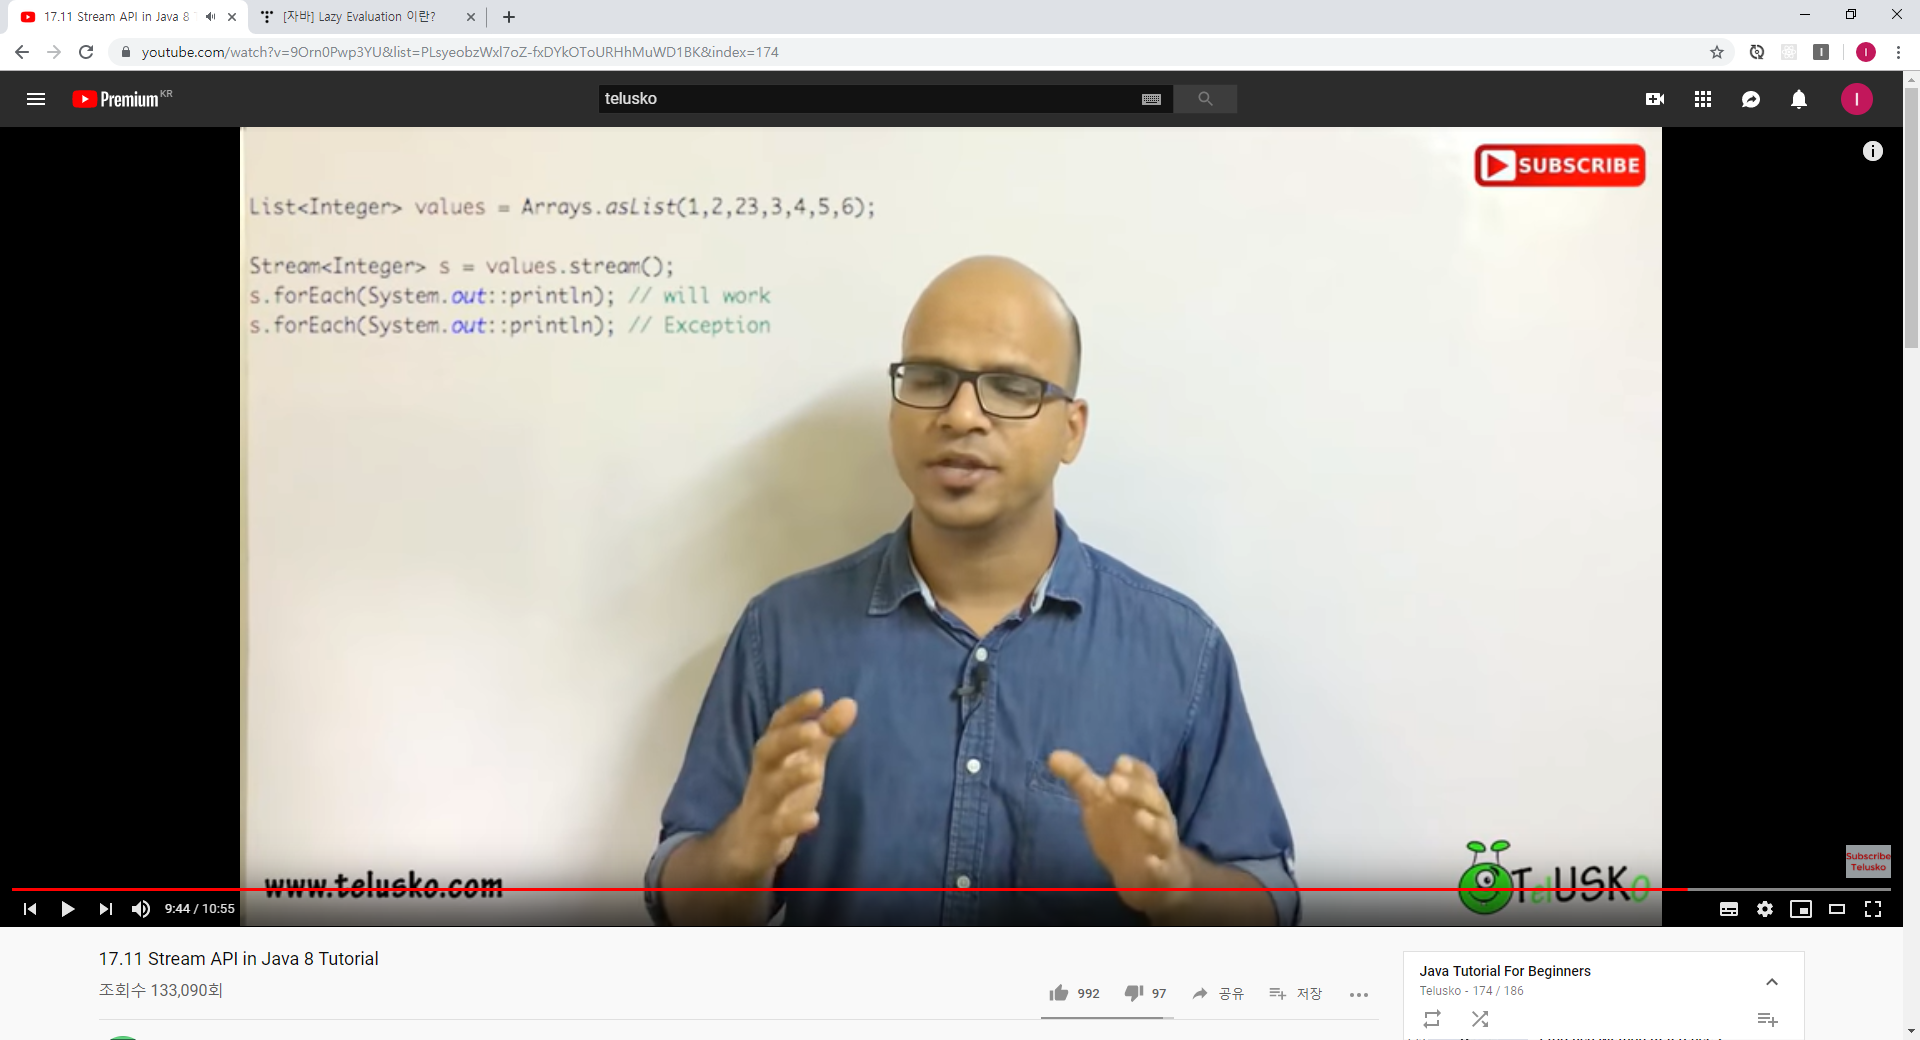 17.11 Stream API in Java 8
[자바] Lazy Evaluation 이란?
youtube.com/watch?v=9Orn0Pwp3YU&list=PLsyeobzWxl7oZ-fxDYkOToURHhMuWD1BK&index=174
Premium KR
telusko
SUBSCRIBE
List<Integer> values = Arrays.asList(1,2,23,3,4,5,6);
Stream<Integer> s = values.stream();
s.forEach(System.out::println); // will work
s.forEach(System.out::println); // Exception
Subscribe
Telusko
www.telusko.com
TelUSKO
9:44 / 10:55
17.11 Stream API in Java 8 Tutorial
조회수 133,090회
992
97
공유
저장
Java Tutorial For Beginners
Telusko - 174 / 186